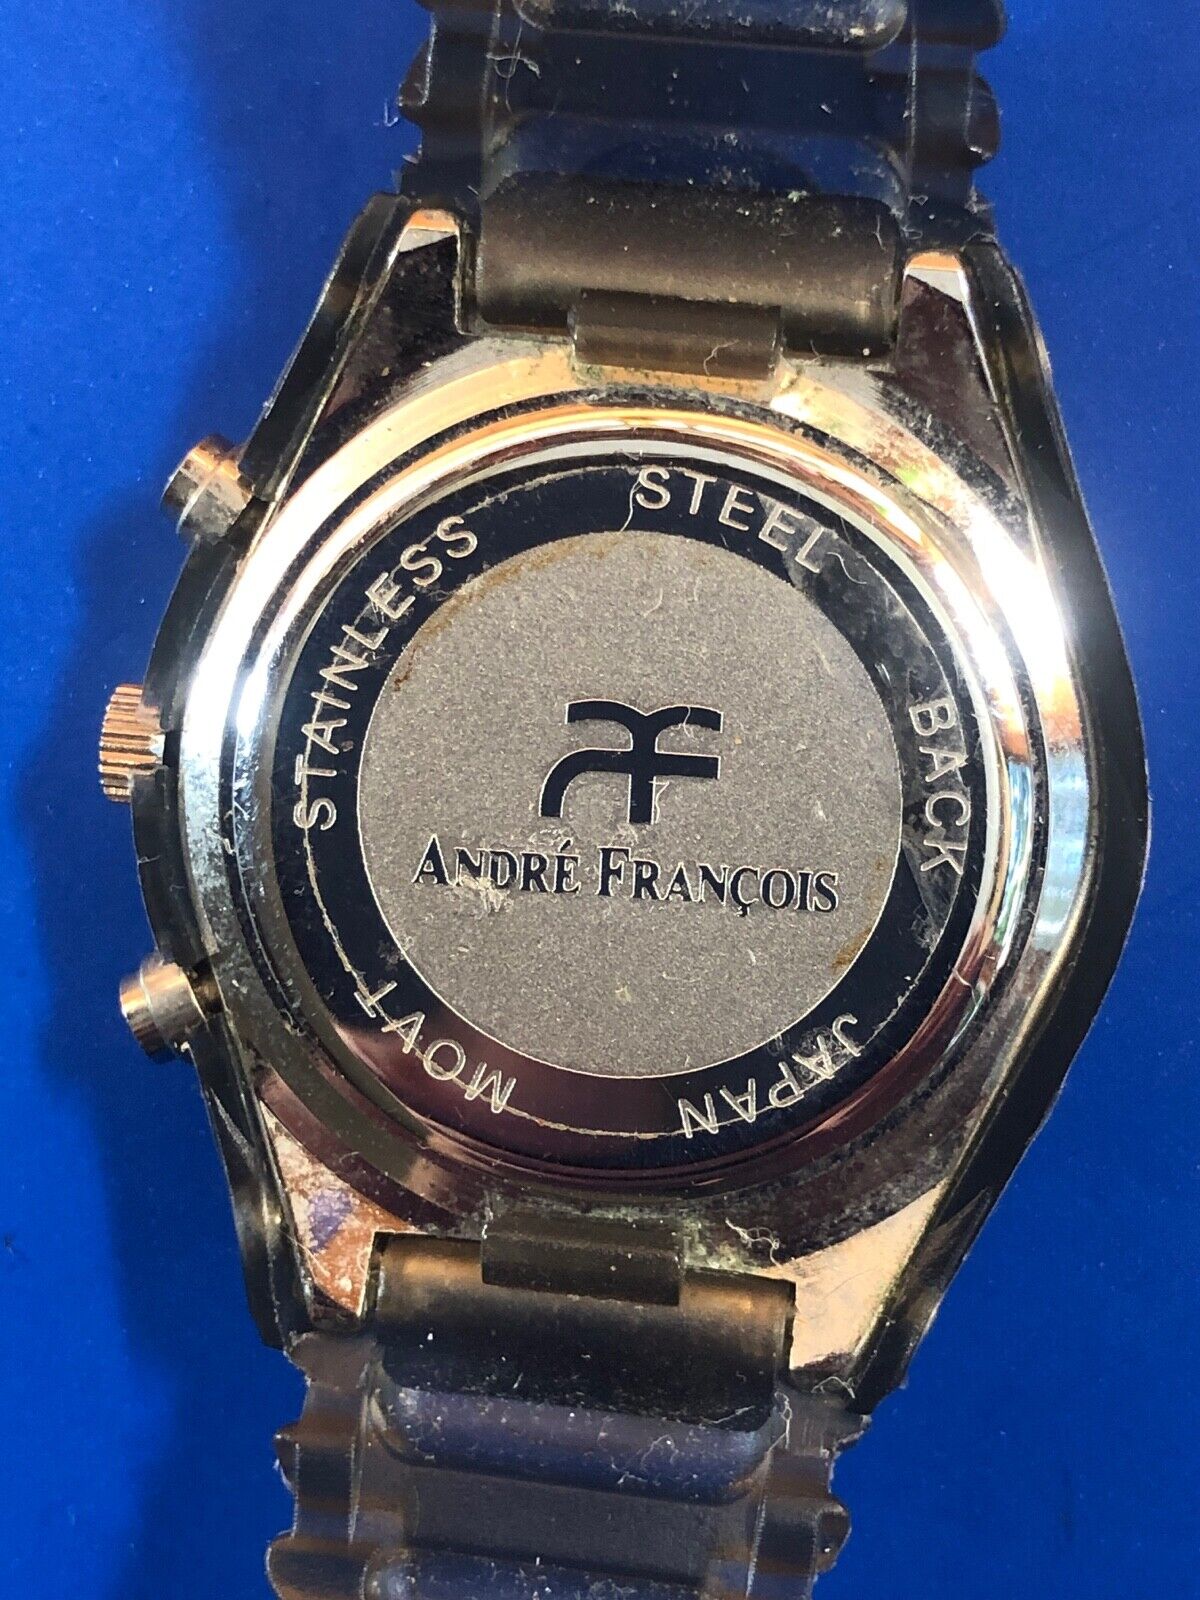 STAINLESS STEEL BACK
ANDRÉ FRANÇOIS
JAPAN MOVT